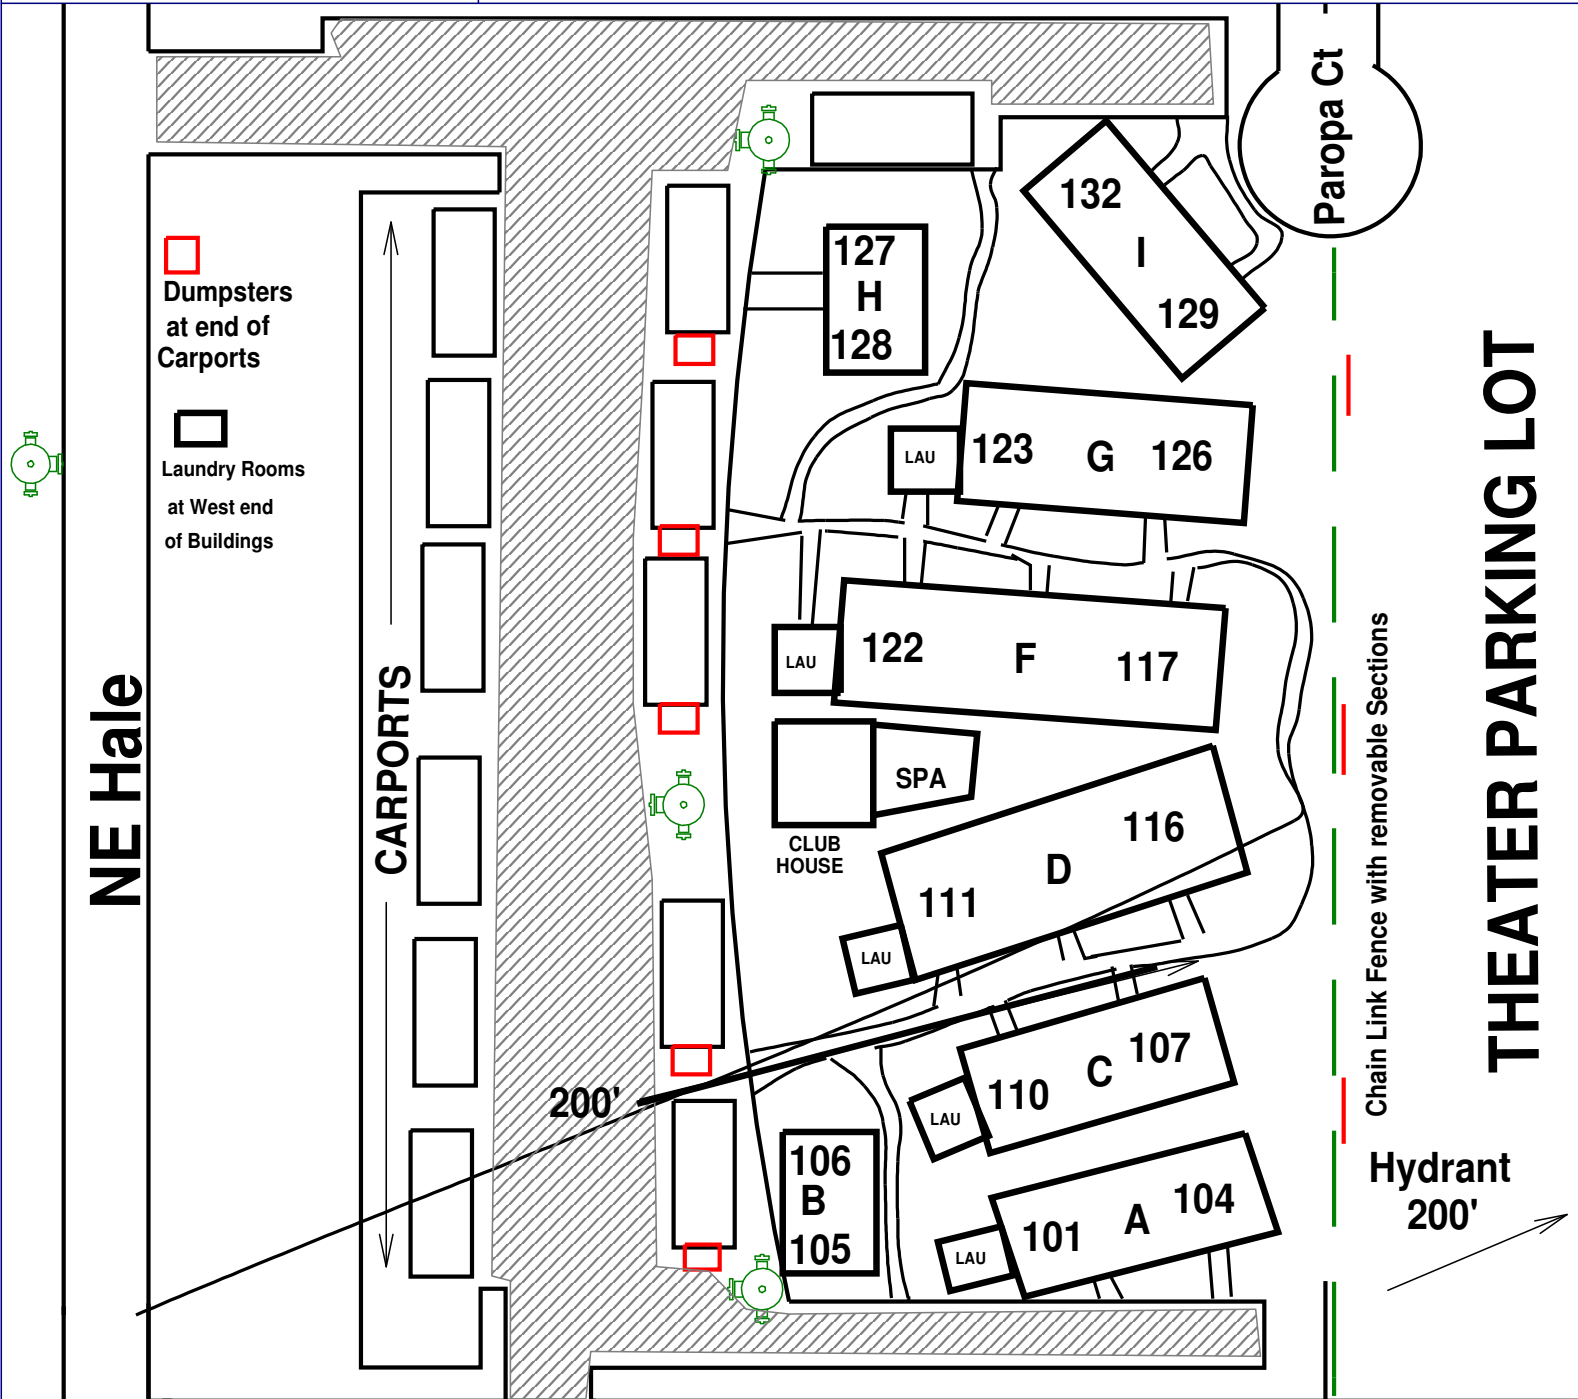 Paropa Ct
132
I
129
127
H
128
Dumpsters
at end of
Carports
Laundry Rooms
at West end
of Buildings
LAU
123 G 126
LAU
122 F 117
SPA
CLUB
HOUSE
116
D
111
LAU
NE Hale
CARPORTS
THEATER PARKING LOT
Chain Link Fence with removable Sections
200'
107
C
110
LAU
106
B
105
104
A
101
LAU
Hydrant
200'